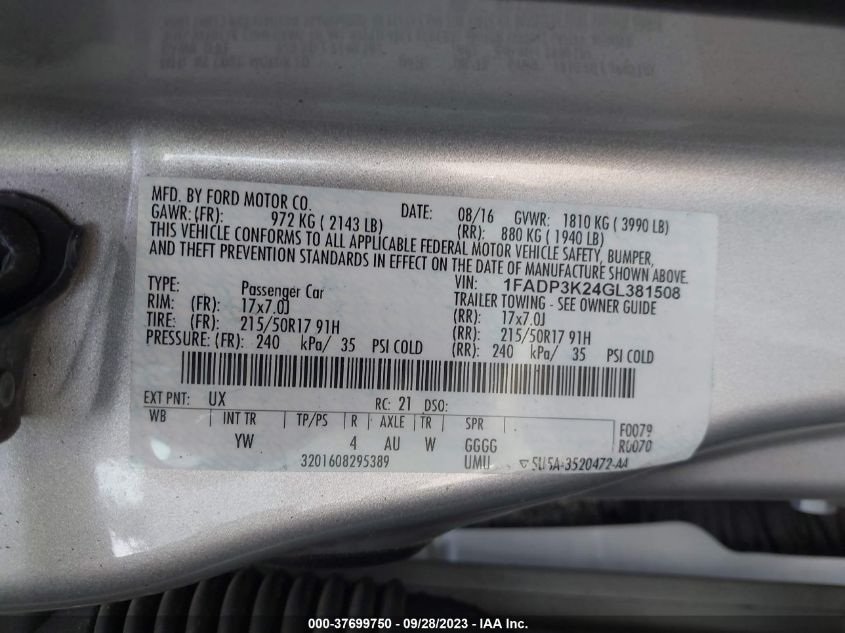 MFD. BY FORD MOTOR CO. DATE: 08/16 GVWR: 1810 KG ( 3990 LB)
GAWR: (FR): 972 KG ( 2143 LB) (RR): 880 KG ( 1940 LB)
THIS VEHICLE CONFORMS TO ALL APPLICABLE FEDERAL MOTOR VEHICLE SAFETY, BUMPER,
AND THEFT PREVENTION STANDARDS IN EFFECT ON THE DATE OF MANUFACTURE SHOWN ABOVE.
VIN: 1FADP3K24GL381508
TYPE: Passenger Car TRAILER TOWING - SEE OWNER GUIDE
RIM: (FR): 17x7.0J (RR): 17x7.0J
TIRE: (FR): 215/50R17 91H (RR): 215/50R17 91H
PRESSURE: (FR): 240 kPa/ 35 PSI COLD (RR): 240 kPa/ 35 PSI COLD
EXT PNT: UX RC: 21 DSO:
WB INT TR TP/PS R AXLE TR SPR F0079
YW 4 AU W GGGG R0070
3201608295389 UMU 5U5A-3520472-AA
000-37699750 - 09/28/2023 - IAA Inc.